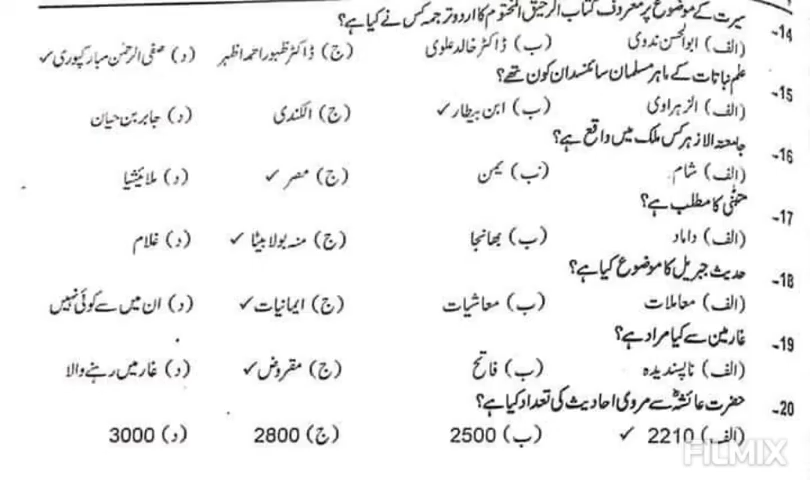 14- سیرت کے موضوع پر معروف کتاب الرحیق المختوم کا اردو ترجمہ کس نے کیا ہے؟
(الف) ابوالحسن ندوی (ب) ڈاکٹر خالد علوی (ج) ڈاکٹر ظہور احمد اظہر (د) صفی الرحمٰن مبارکپوری ✓
15- علم نباتات کے ماہر مسلمان سائنسدان کون تھے؟
(الف) الزہراوی (ب) ابن بیطار ✓ (ج) الکندی (د) جابر بن حیان
16- جامعتہ الازہر کس ملک میں واقع ہے؟
(الف) شام (ب) یمن (ج) مصر ✓ (د) ملائیشیا
17- متبنّٰی کا مطلب ہے؟
(الف) داماد (ب) بھانجا (ج) منہ بولا بیٹا ✓ (د) غلام
18- حدیث جبریل کا موضوع کیا ہے؟
(الف) معاملات (ب) معاشیات (ج) ایمانیات ✓ (د) ان میں سے کوئی نہیں
19- غارمین سے کیا مراد ہے؟
(الف) ناپسندیدہ (ب) فاتح (ج) مقروض ✓ (د) غار میں رہنے والا
20- حضرت عائشہؓ سے مروی احادیث کی تعداد کیا ہے؟
(الف) 2210 ✓ (ب) 2500 (ج) 2800 (د) 3000
FILMIX